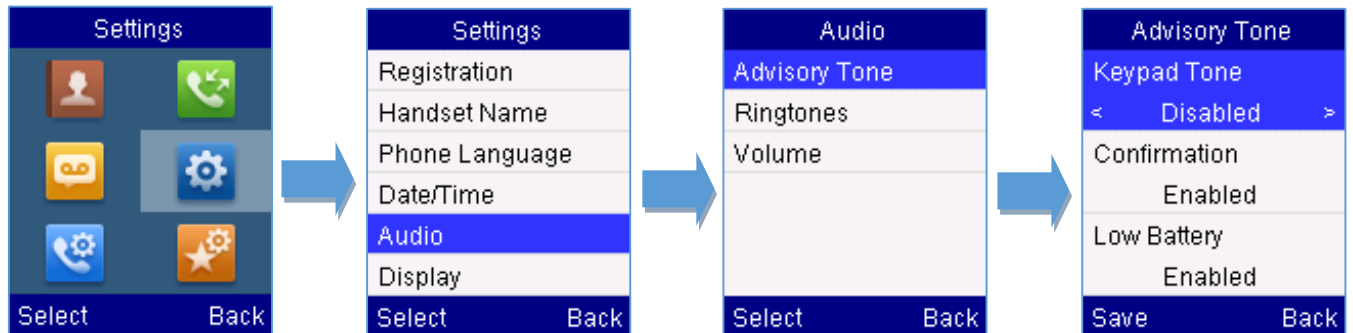 Settings
Select Back
Settings
Registration
Handset Name
Phone Language
Date/Time
Audio
Display
Select Back
Audio
Advisory Tone
Ringtones
Volume
Select Back
Advisory Tone
Keypad Tone
< Disabled >
Confirmation
Enabled
Low Battery
Enabled
Save Back